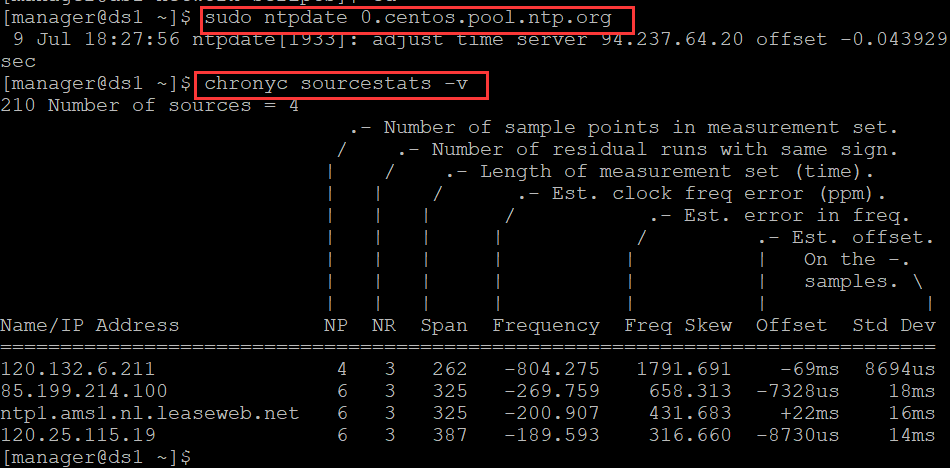 [manager@ds1 ~]$ sudo ntpdate 0.centos.pool.ntp.org
 9 Jul 18:27:56 ntpdate[1933]: adjust time server 94.237.64.20 offset -0.043929
sec
[manager@ds1 ~]$ chronyc sourcestats -v
210 Number of sources = 4
                             .- Number of sample points in measurement set.
                            /    .- Number of residual runs with same sign.
                           |    /    .- Length of measurement set (time).
                           |   |    /      .- Est. clock freq error (ppm).
                           |   |   |      /           .- Est. error in freq.
                           |   |   |     |           /         .- Est. offset.
                           |   |   |     |          |          |   On the -.
                           |   |   |     |          |          |   samples. \
                           |   |   |     |          |          |             |
Name/IP Address            NP  NR  Span  Frequency  Freq Skew  Offset  Std Dev
==============================================================================
120.132.6.211               4   3   262   -804.275   1791.691    -69ms  8694us
85.199.214.100              6   3   325   -269.759    658.313  -7328us    18ms
ntp1.ams1.nl.leaseweb.net   6   3   325   -200.907    431.683    +22ms    16ms
120.25.115.19               6   3   387   -189.593    316.660  -8730us    14ms
[manager@ds1 ~]$